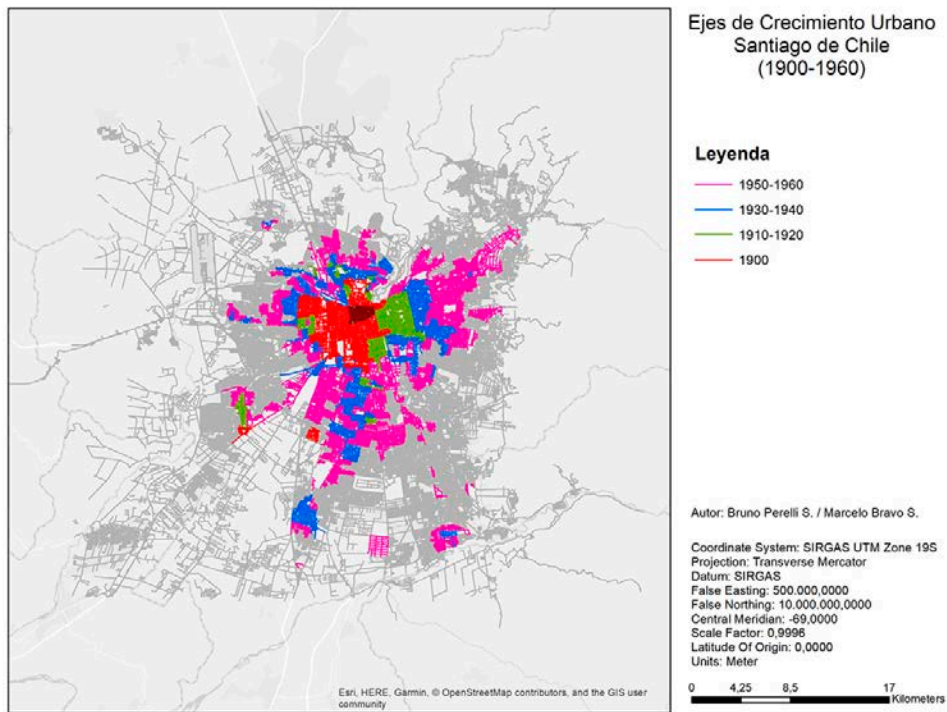 Ejes de Crecimiento Urbano
Santiago de Chile
(1900-1960)
Leyenda
1950-1960
1930-1940
1910-1920
1900
Autor: Bruno Perelli S. / Marcelo Bravo S.
Coordinate System: SIRGAS UTM Zone 19S
Projection: Transverse Mercator
Datum: SIRGAS
False Easting: 500.000,0000
False Northing: 10.000.000,0000
Central Meridian: -69,0000
Scale Factor: 0,9996
Latitude Of Origin: 0,0000
Units: Meter
0 4,25 8,5 17
Kilometers
Esri, HERE, Garmin, © OpenStreetMap contributors, and the GIS user
community